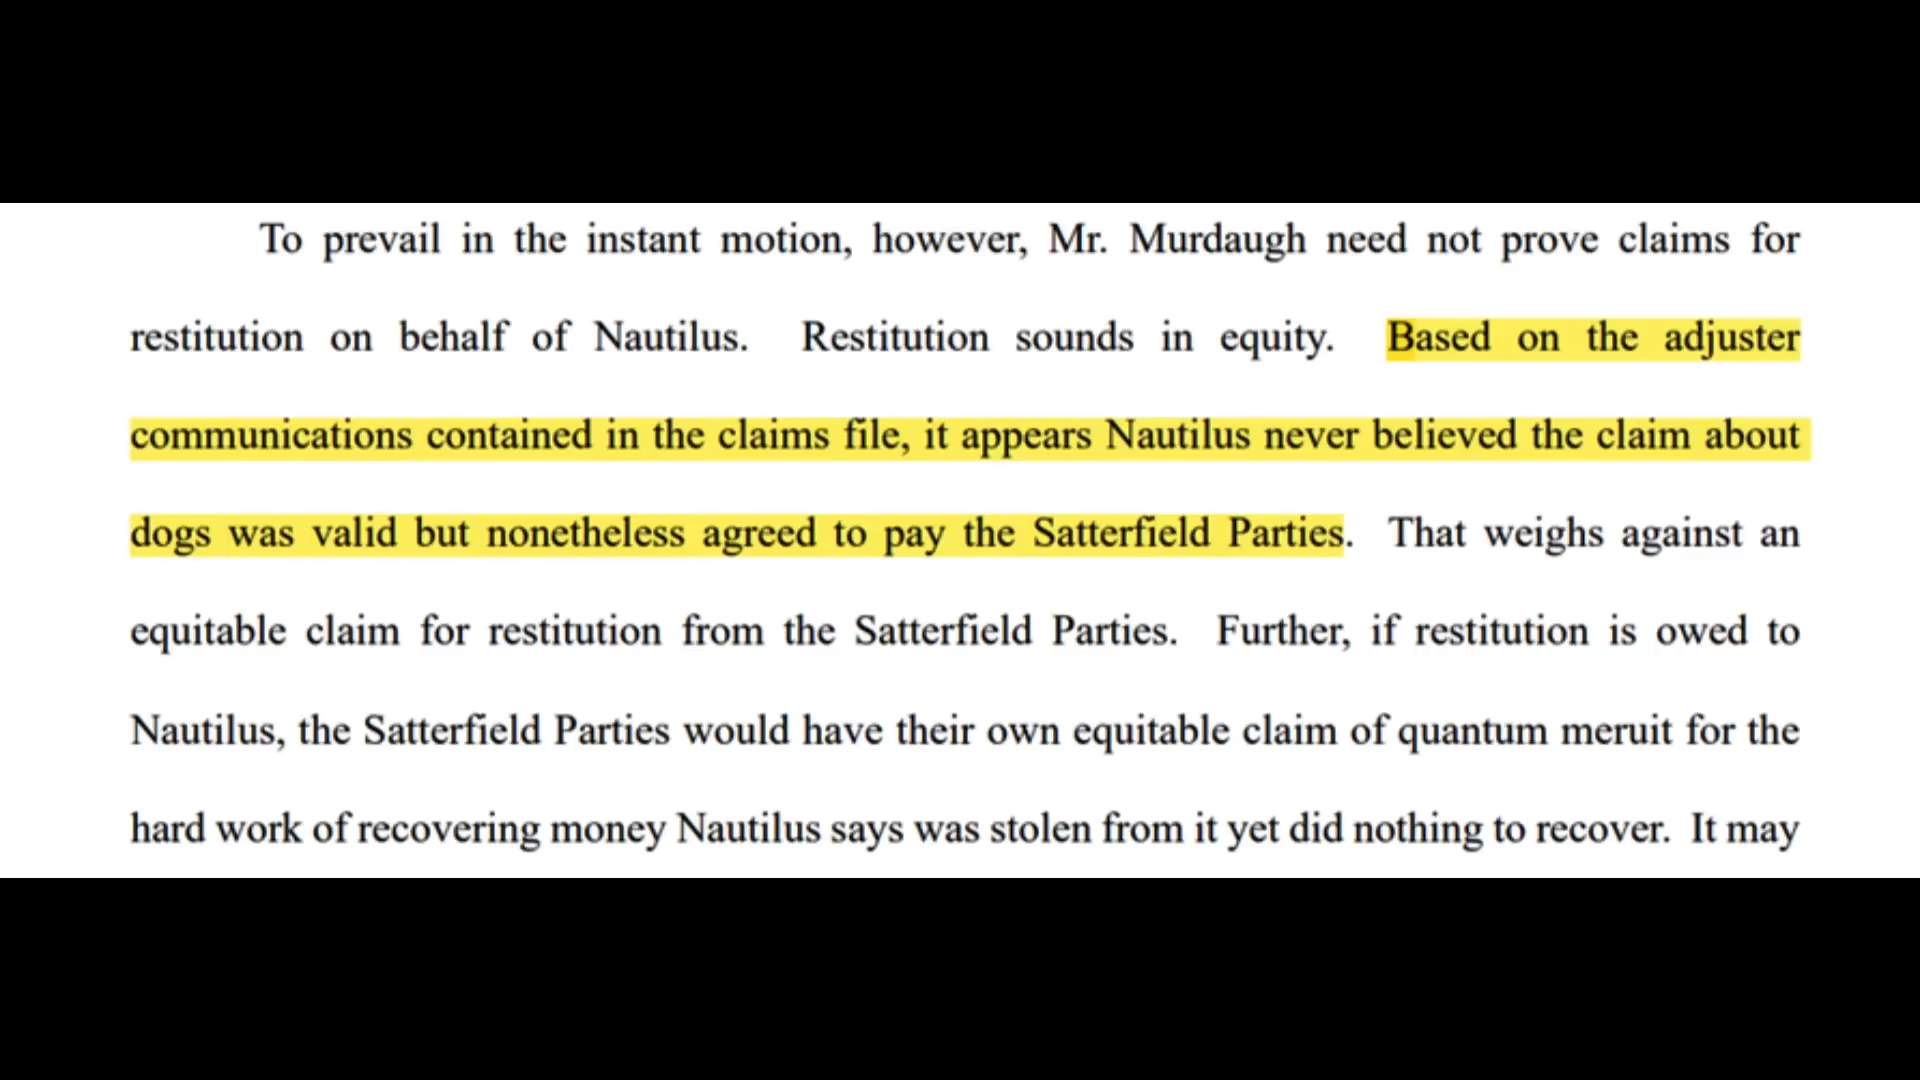 To prevail in the instant motion, however, Mr. Murdaugh need not prove claims for
restitution on behalf of Nautilus. Restitution sounds in equity. Based on the adjuster
communications contained in the claims file, it appears Nautilus never believed the claim about
dogs was valid but nonetheless agreed to pay the Satterfield Parties. That weighs against an
equitable claim for restitution from the Satterfield Parties. Further, if restitution is owed to
Nautilus, the Satterfield Parties would have their own equitable claim of quantum meruit for the
hard work of recovering money Nautilus says was stolen from it yet did nothing to recover. It may